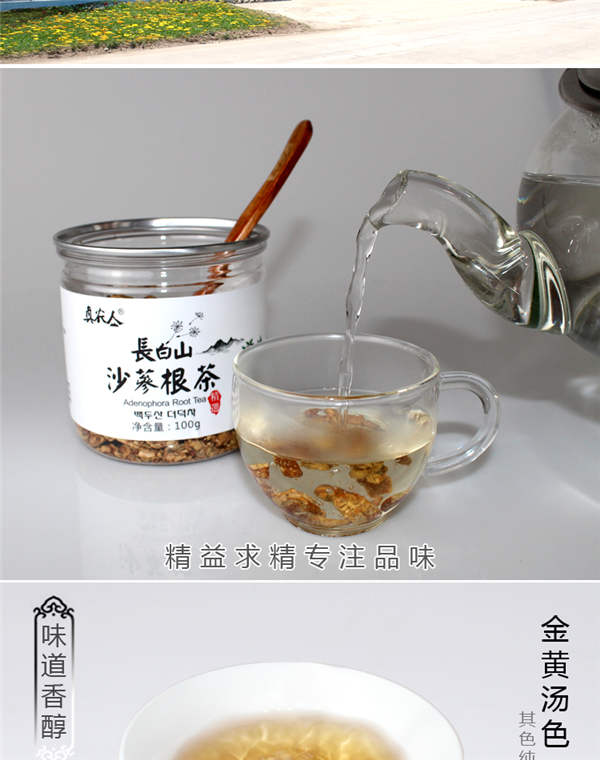 真农人®
長白山
沙蔘根茶
Adenophora Root Tea
精选
백두산 더덕차
净含量：100g
精益求精专注品味
味道香醇
金黄汤色
其色纯